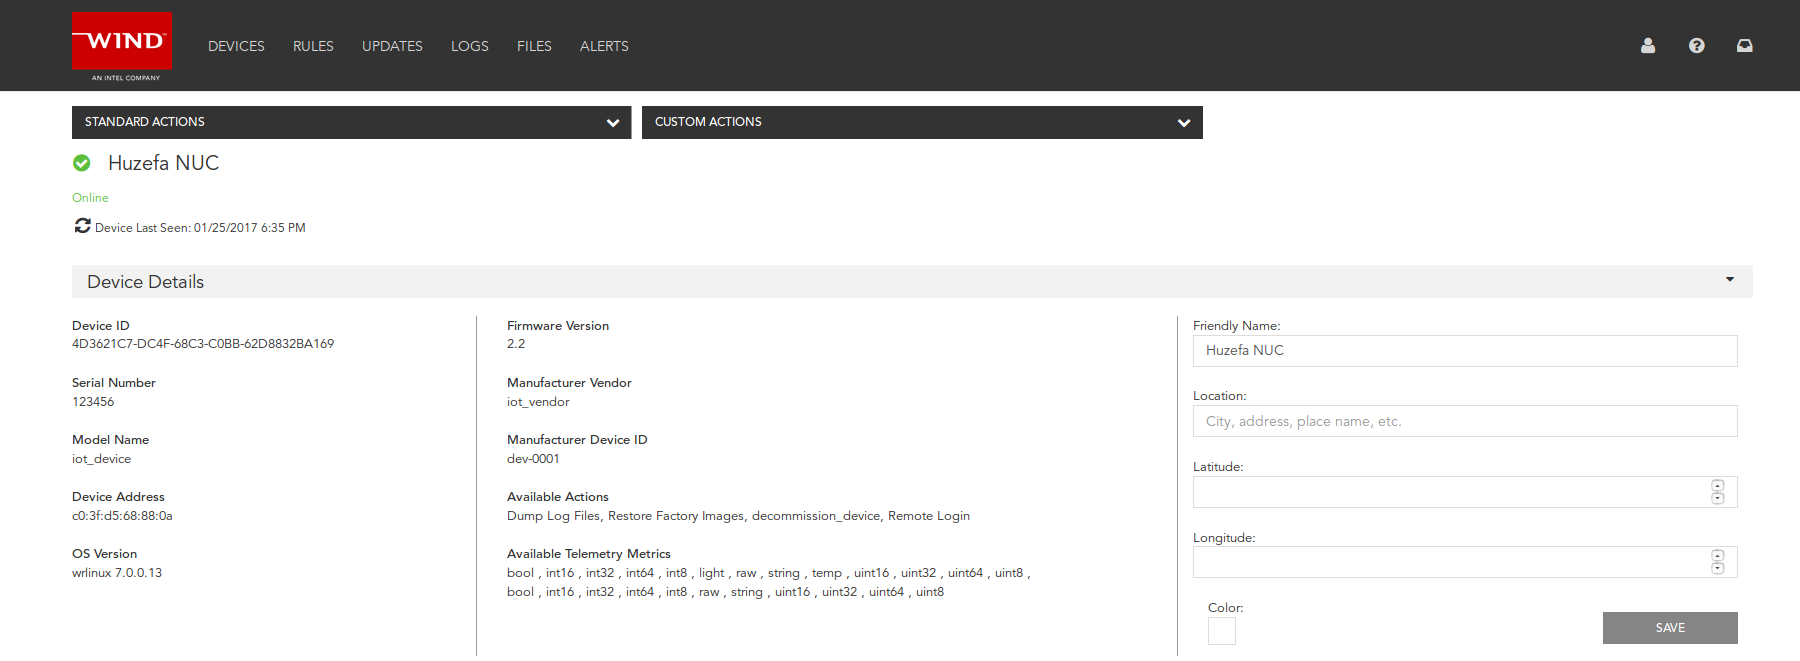 WIND
AN INTEL COMPANY
DEVICES RULES UPDATES LOGS FILES ALERTS
STANDARD ACTIONS
CUSTOM ACTIONS
Huzefa NUC
Online
Device Last Seen: 01/25/2017 6:35 PM
Device Details
Device ID
4D3621C7-DC4F-68C3-C0BB-62D8832BA169
Serial Number
123456
Model Name
iot_device
Device Address
c0:3f:d5:68:88:0a
OS Version
wrlinux 7.0.0.13
Firmware Version
2.2
Manufacturer Vendor
iot_vendor
Manufacturer Device ID
dev-0001
Available Actions
Dump Log Files, Restore Factory Images, decommission_device, Remote Login
Available Telemetry Metrics
bool , int16 , int32 , int64 , int8 , light , raw , string , temp , uint16 , uint32 , uint64 , uint8 ,
bool , int16 , int32 , int64 , int8 , raw , string , uint16 , uint32 , uint64 , uint8
Friendly Name:
Huzefa NUC
Location:
City, address, place name, etc.
Latitude:
Longitude:
Color:
SAVE